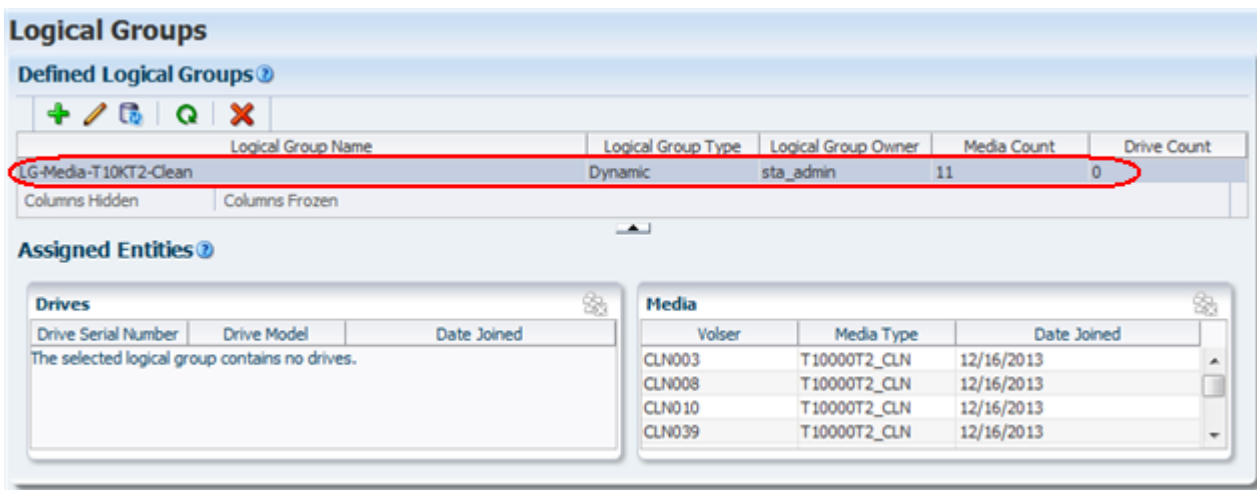 Logical Groups
Defined Logical Groups
Logical Group Name Logical Group Type Logical Group Owner Media Count Drive Count
LG-Media-T10KT2-Clean Dynamic sta_admin 11 0
Columns Hidden Columns Frozen
Assigned Entities
Drives
Drive Serial Number Drive Model Date Joined
The selected logical group contains no drives.
Media
Volser Media Type Date Joined
CLN003 T10000T2_CLN 12/16/2013
CLN008 T10000T2_CLN 12/16/2013
CLN010 T10000T2_CLN 12/16/2013
CLN039 T10000T2_CLN 12/16/2013